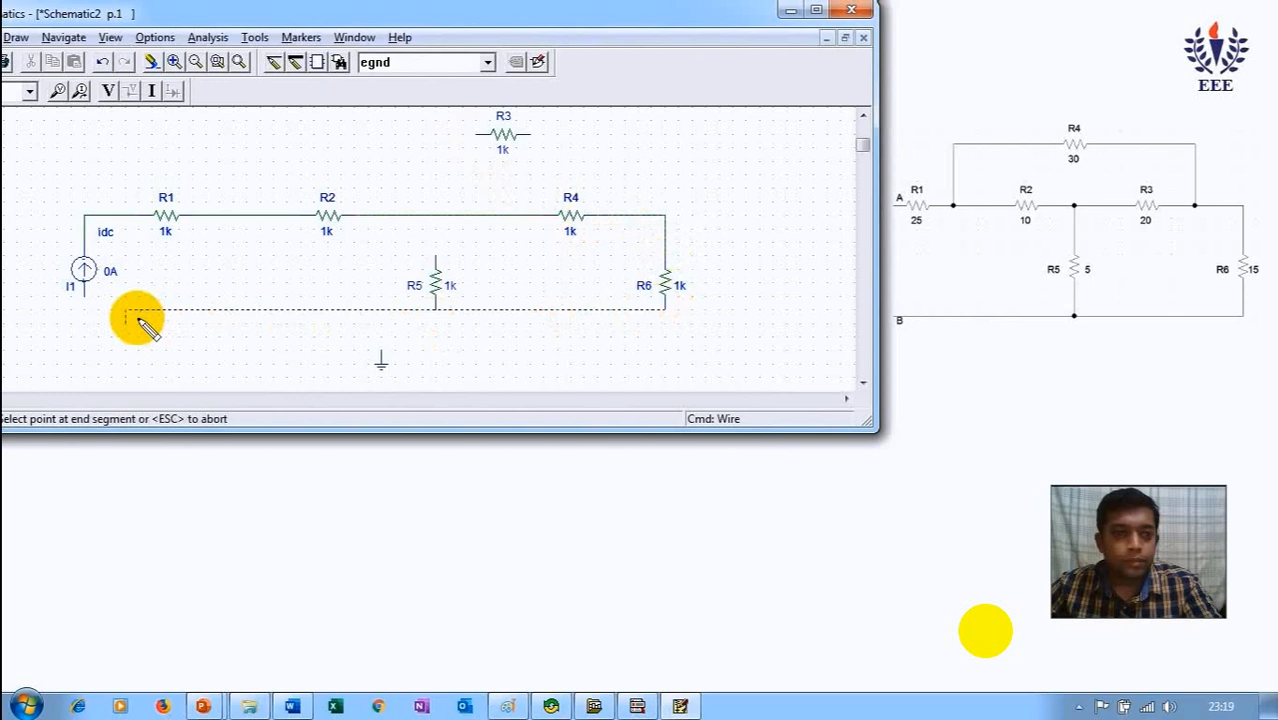 matics - [*Schematic2 p.1 ]
Draw Navigate View Options Analysis Tools Markers Window Help
egnd
V I
R3
1k
R1 R2 R4
1k 1k 1k
idc
0A
I1
R5 1k
R6 1k
Select point at end segment or <ESC> to abort Cmd: Wire
EEE
R4
30
A R1 R2 R3
25 10 20
R5 5
R6 15
B
23:19